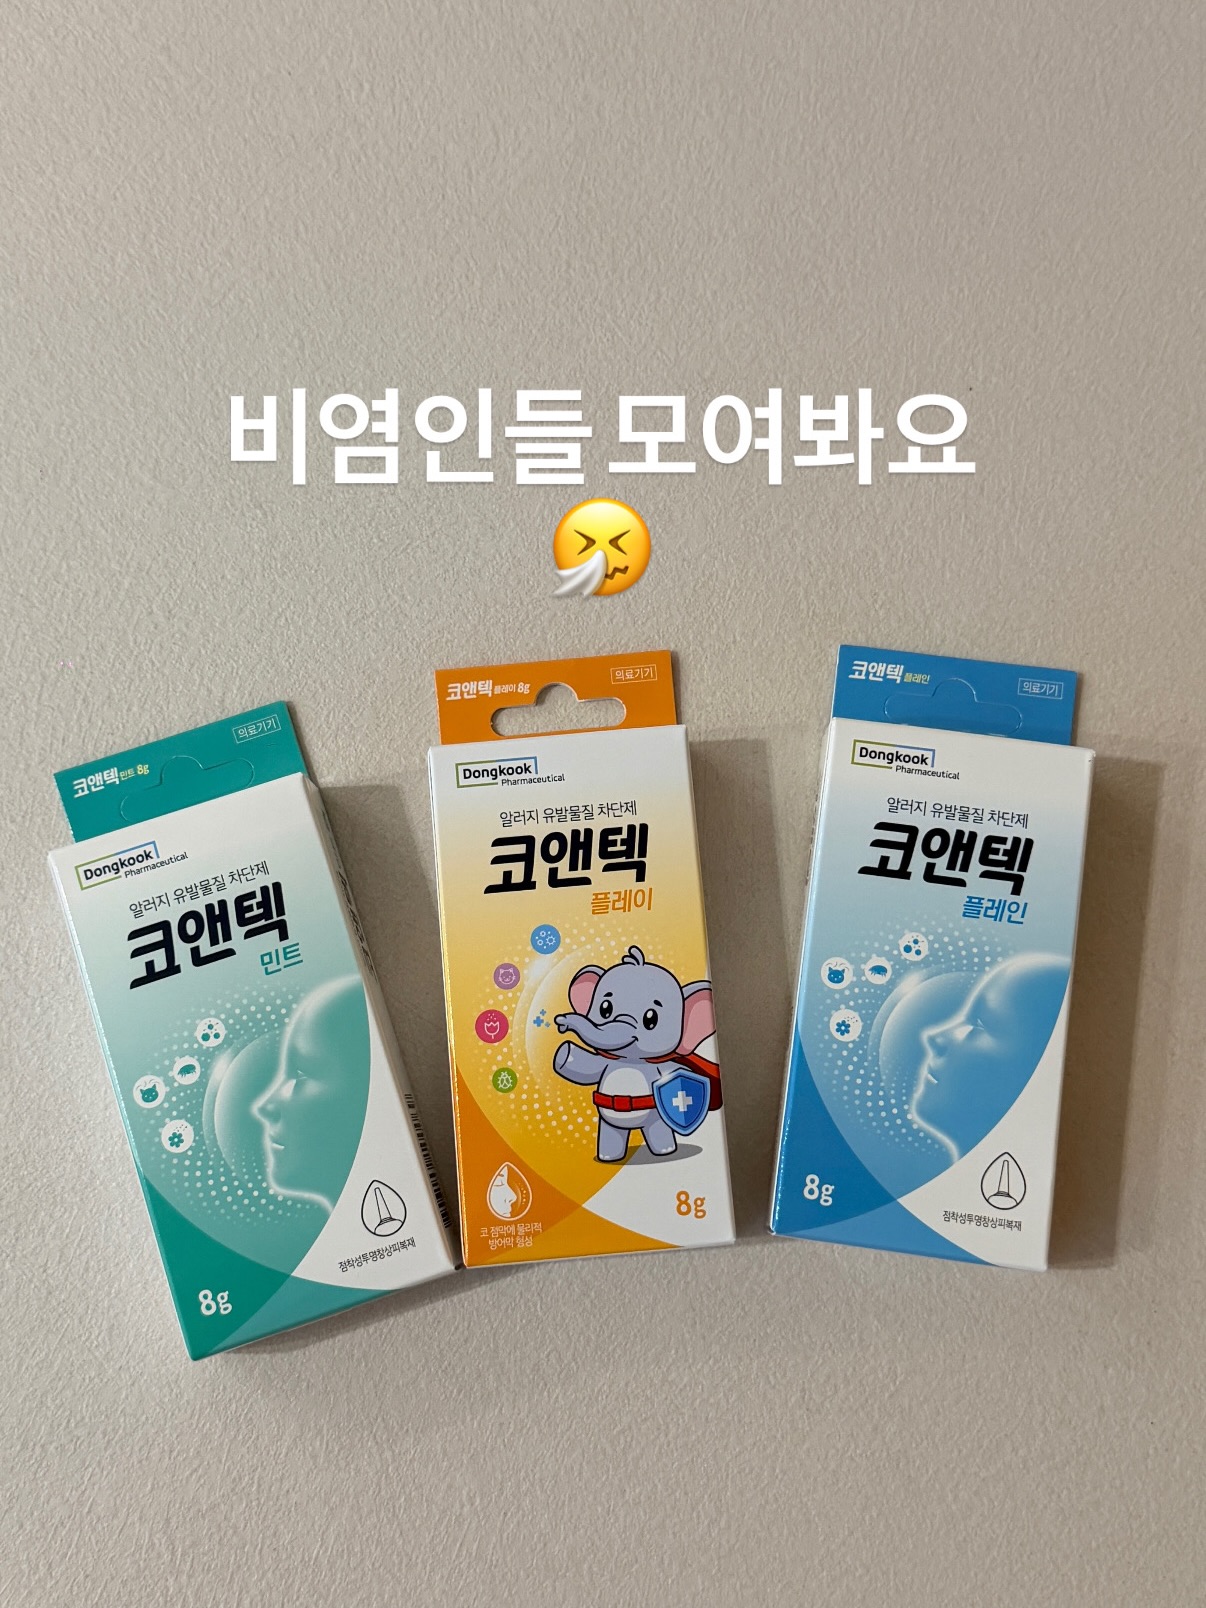 비염인들 모여봐요
코앤텍 민트 8g
의료기기
Dongkook
Pharmaceutical
알러지 유발물질 차단제
코앤텍
민트
점착성투명창상피복재
8g
코앤텍 플레이 8g
의료기기
Dongkook
Pharmaceutical
알러지 유발물질 차단제
코앤텍
플레이
코 점막에 물리적
방어막 형성
8g
코앤텍 플레인
의료기기
Dongkook
Pharmaceutical
알러지 유발물질 차단제
코앤텍
플레인
8g
점착성투명창상피복재